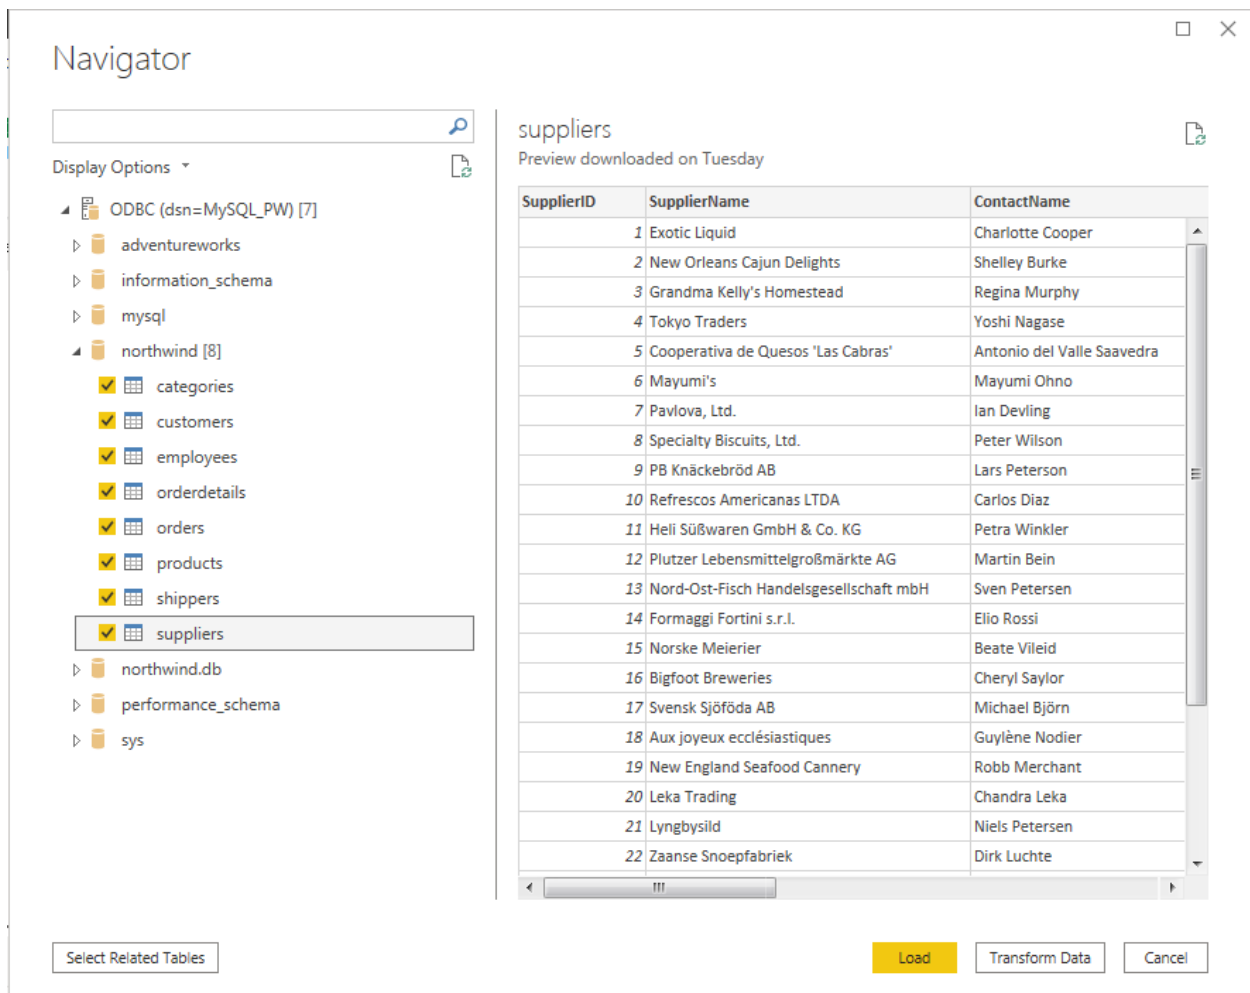 Navigator
Display Options
ODBC (dsn=MySQL_PW) [7]
adventureworks
information_schema
mysql
northwind [8]
categories
customers
employees
orderdetails
orders
products
shippers
suppliers
northwind.db
performance_schema
sys
suppliers
Preview downloaded on Tuesday
SupplierID SupplierName ContactName
1 Exotic Liquid Charlotte Cooper
2 New Orleans Cajun Delights Shelley Burke
3 Grandma Kelly's Homestead Regina Murphy
4 Tokyo Traders Yoshi Nagase
5 Cooperativa de Quesos 'Las Cabras' Antonio del Valle Saavedra
6 Mayumi's Mayumi Ohno
7 Pavlova, Ltd. Ian Devling
8 Specialty Biscuits, Ltd. Peter Wilson
9 PB Knäckebröd AB Lars Peterson
10 Refrescos Americanas LTDA Carlos Diaz
11 Heli Süßwaren GmbH & Co. KG Petra Winkler
12 Plutzer Lebensmittelgroßmärkte AG Martin Bein
13 Nord-Ost-Fisch Handelsgesellschaft mbH Sven Petersen
14 Formaggi Fortini s.r.l. Elio Rossi
15 Norske Meierier Beate Vileid
16 Bigfoot Breweries Cheryl Saylor
17 Svensk Sjöföda AB Michael Björn
18 Aux joyeux ecclésiastiques Guylène Nodier
19 New England Seafood Cannery Robb Merchant
20 Leka Trading Chandra Leka
21 Lyngbysild Niels Petersen
22 Zaanse Snoepfabriek Dirk Luchte
Select Related Tables Load Transform Data Cancel